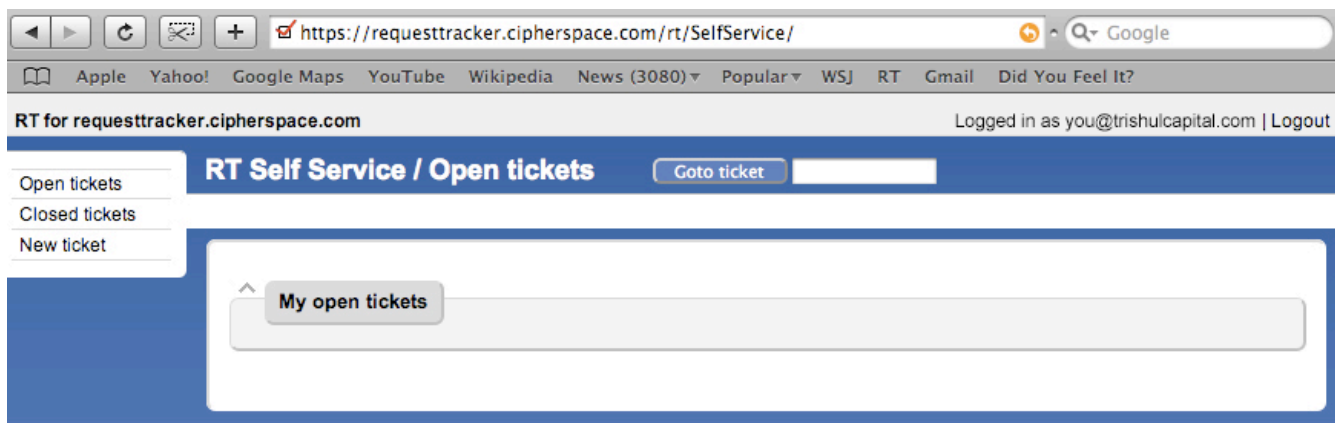 https://requesttracker.cipherspace.com/rt/SelfService/
Google
Apple Yahoo! Google Maps YouTube Wikipedia News (3080) Popular WSJ RT Gmail Did You Feel It?
RT for requesttracker.cipherspace.com
Logged in as you@trishulcapital.com | Logout
RT Self Service / Open tickets
Goto ticket
Open tickets
Closed tickets
New ticket
My open tickets